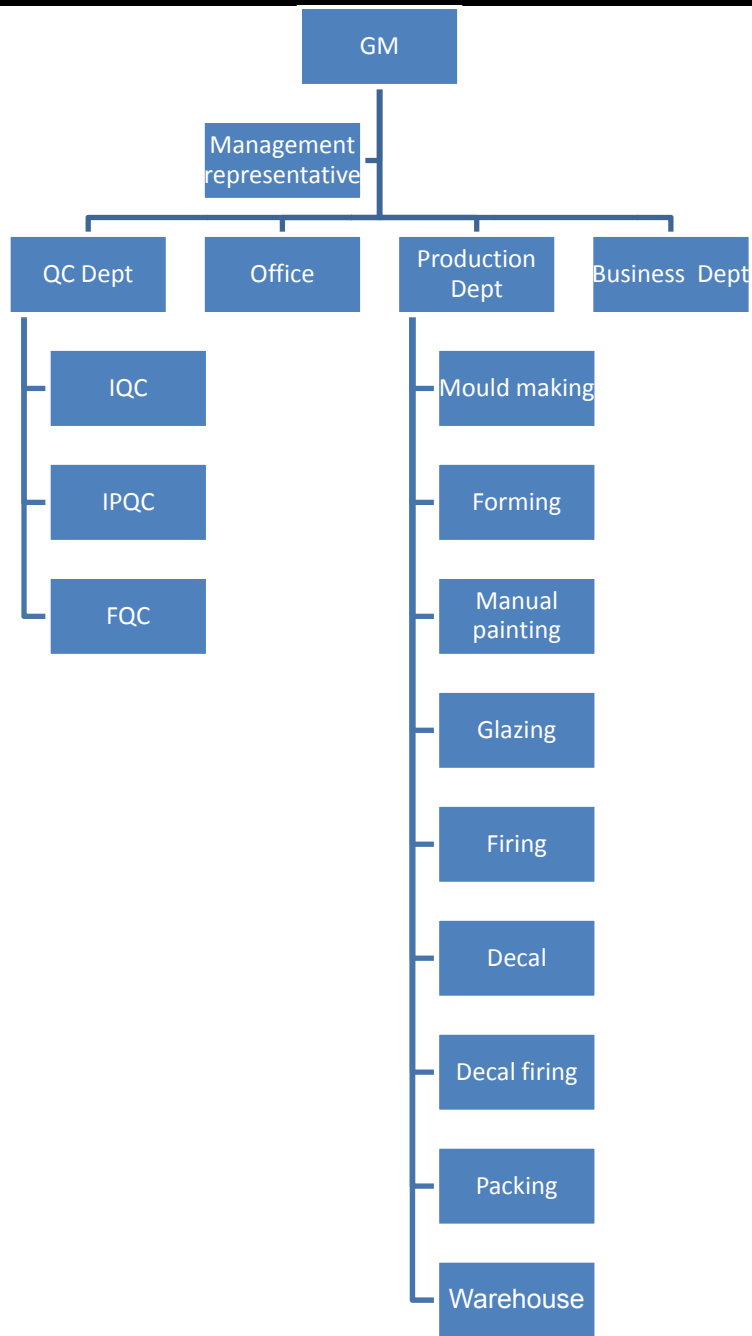 GM
Management
representative
QC Dept
Office
Production
Dept
Business  Dept
IQC
IPQC
FQC
Mould making
Forming
Manual
painting
Glazing
Firing
Decal
Decal firing
Packing
Warehouse